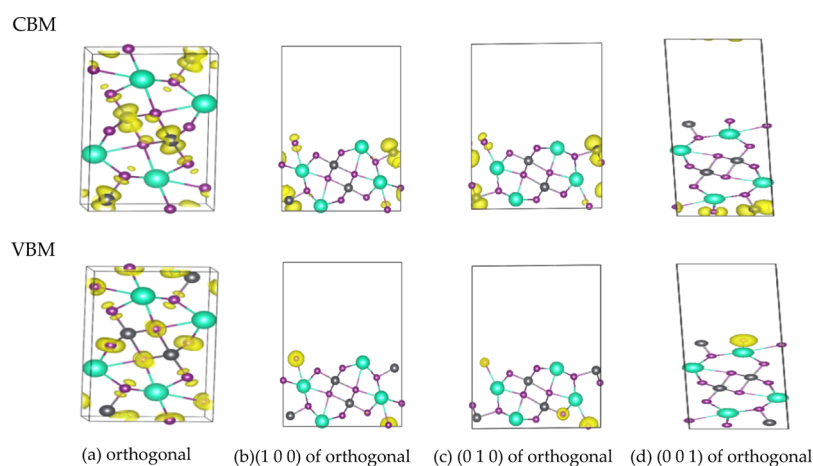 CBM
VBM
(a) orthogonal
(b)(1 0 0) of orthogonal
(c) (0 1 0) of orthogonal
(d) (0 0 1) of orthogonal